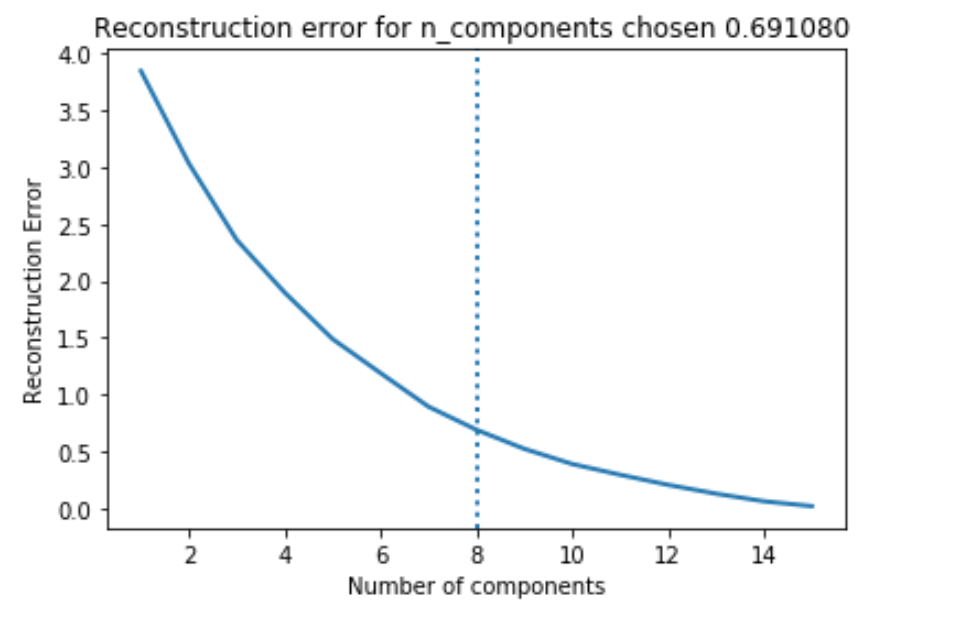 Reconstruction error for n_components chosen 0.691080
4.0
3.5
3.0
2.5
2.0
1.5
1.0
0.5
0.0
Reconstruction Error
2 4 6 8 10 12 14
Number of components